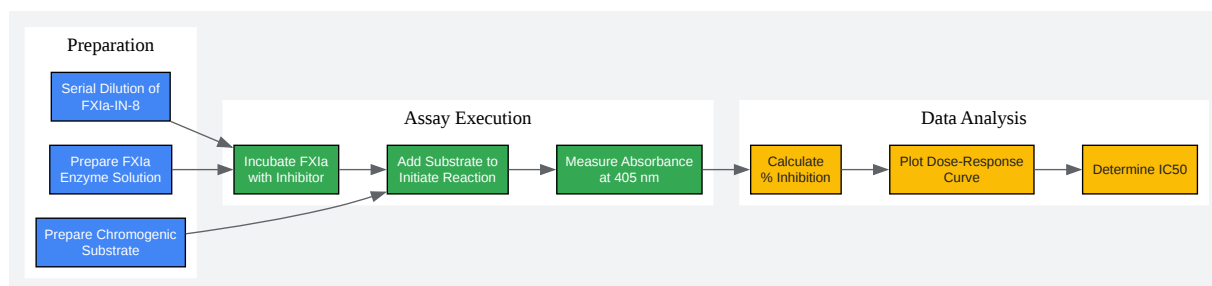 Preparation
Serial Dilution of
FXIa-IN-8
Prepare FXIa
Enzyme Solution
Prepare Chromogenic
Substrate
Assay Execution
Incubate FXIa
with Inhibitor
Add Substrate to
Initiate Reaction
Measure Absorbance
at 405 nm
Data Analysis
Calculate
% Inhibition
Plot Dose-Response
Curve
Determine IC50